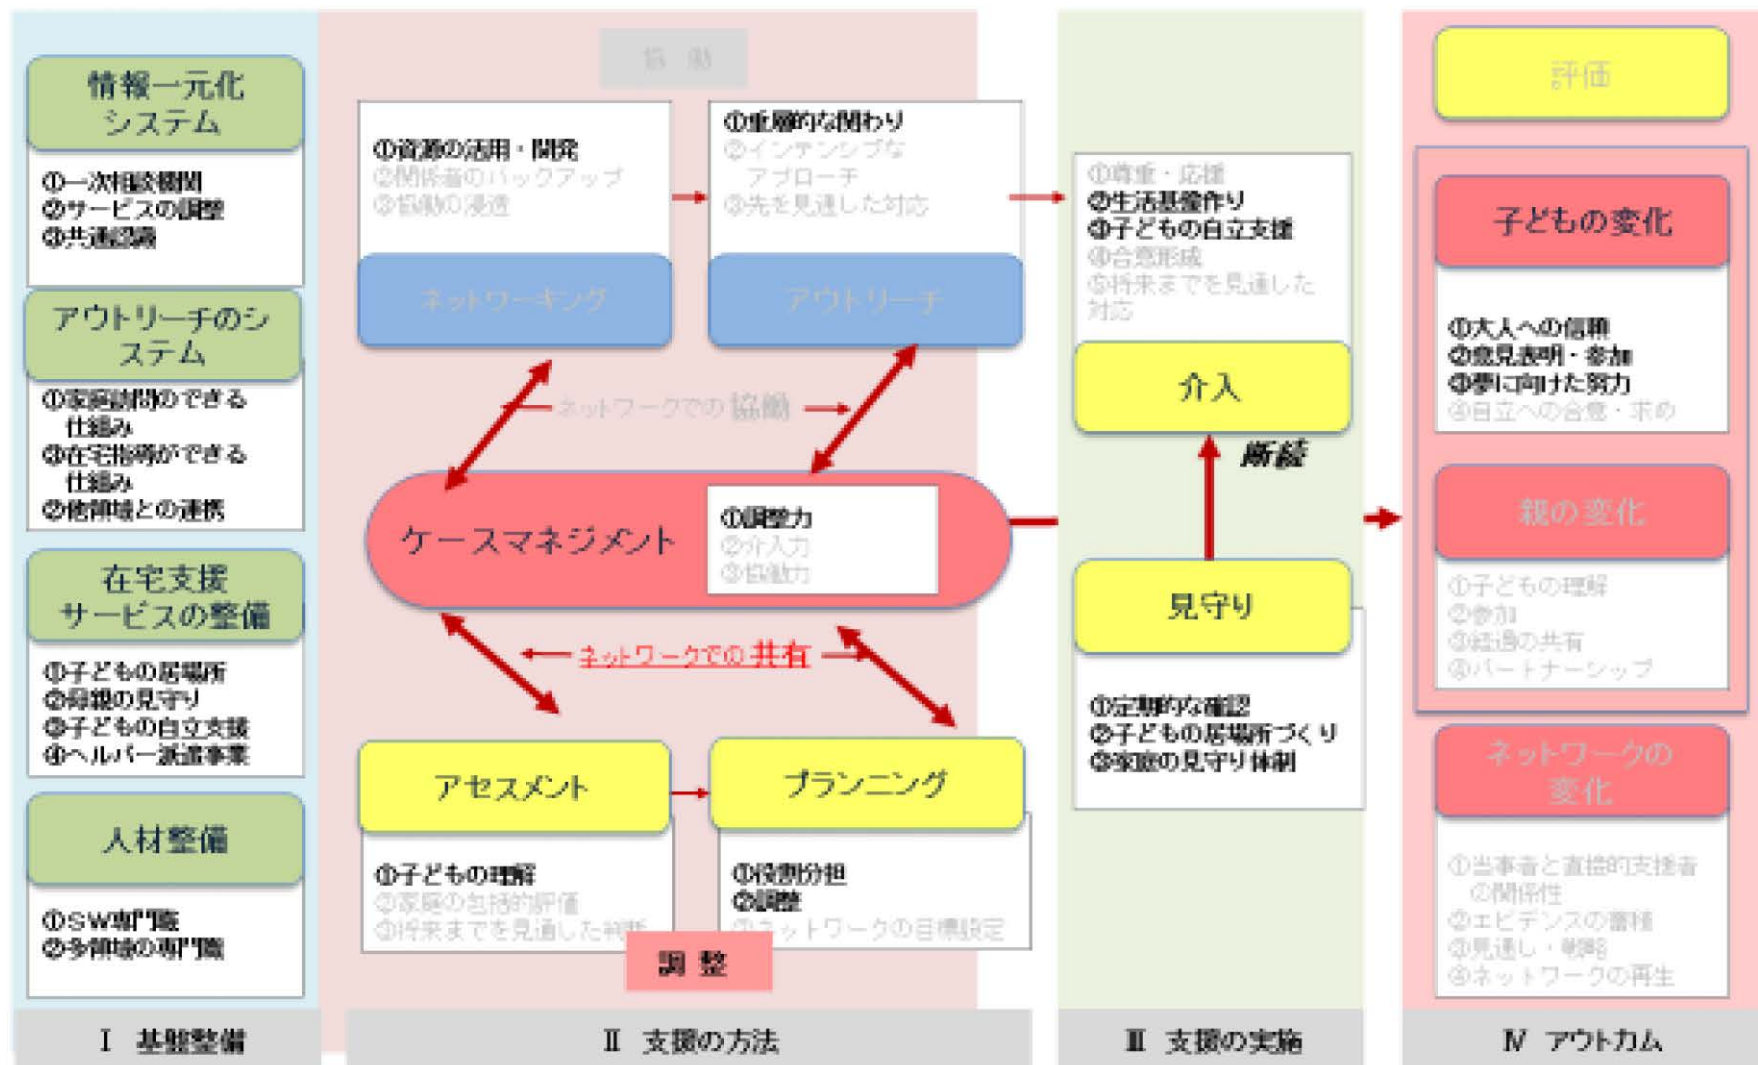 情報一元化
システム
①一次相談機関
②サービスの調整
③共通認識
アウトリーチのシ
ステム
①家庭訪問のできる
仕組み
③在宅指導ができる
仕組み
②他領域との連携
在宅支援
サービスの整備
①子どもの居場所
②母親の見守り
③子どもの自立支援
④ヘルパー派遣事業
人材整備
①SW専門職
②多領域の専門職
Ⅰ 基盤整備
協 働
①資源の活用・開発
②関係者のバックアップ
③協働の浸透
ネットワーキング
①重層的な関わり
②インテンシブな
アプローチ
③先を見通した対応
アウトリーチ
ネットワークでの協働
ケースマネジメント
①調整力
②介入力
③協働力
ネットワークでの共有
アセスメント
①子どもの理解
②家庭の包括的評価
③将来までを見通した判断
プランニング
①役割分担
②調整
③ネットワークの目標設定
調 整
Ⅱ 支援の方法
①尊重・応援
②生活基盤作り
③子どもの自立支援
④合意形成
⑤将来までを見通した
対応
介入
断続
見守り
①定期的な確認
②子どもの居場所づくり
③家庭の見守り体制
Ⅲ 支援の実施
評価
子どもの変化
①大人への信頼
②意見表明・参加
③夢に向けた努力
④自立への合意・求め
親の変化
①子どもの理解
②参加
③経過の共有
④パートナーシップ
ネットワークの
変化
①当事者と直接的支援者
の関係性
②エビデンスの蓄積
③見通し・戦略
④ネットワークの再生
Ⅳ アウトカム